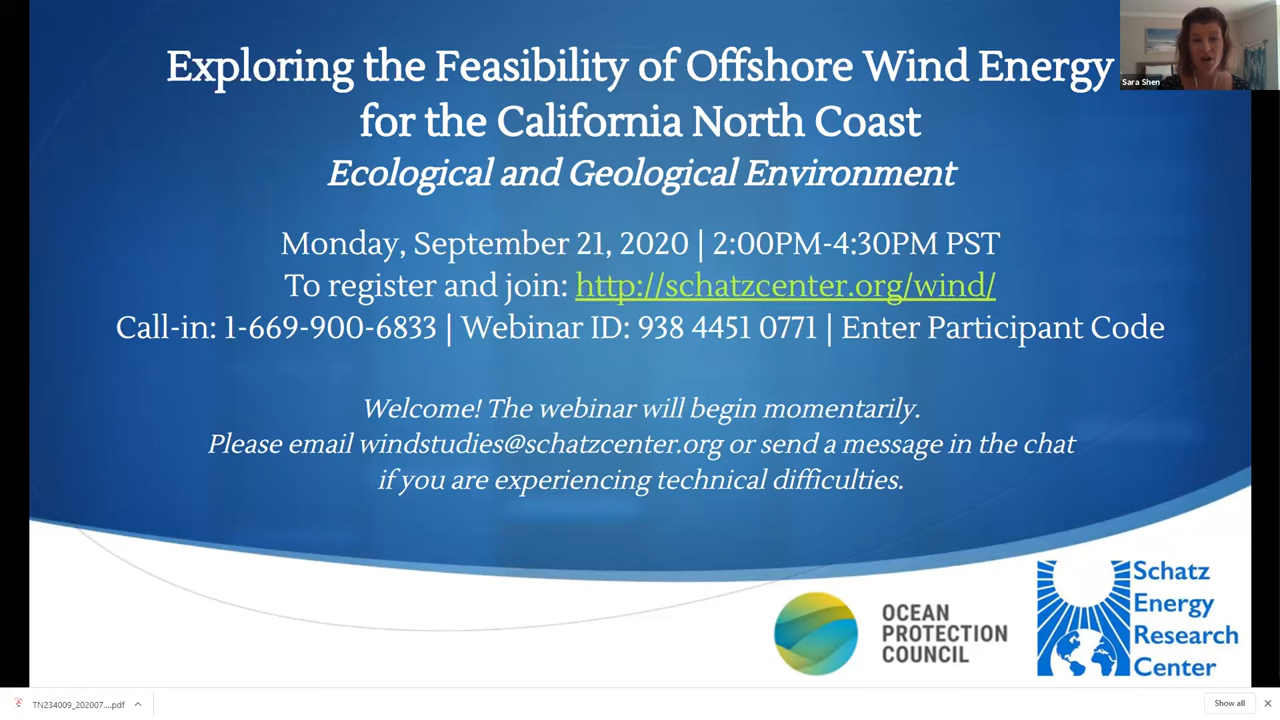 Exploring the Feasibility of Offshore Wind Energy
for the California North Coast
Ecological and Geological Environment
Monday, September 21, 2020 | 2:00PM-4:30PM PST
To register and join: http://schatzcenter.org/wind/
Call-in: 1-669-900-6833 | Webinar ID: 938 4451 0771 | Enter Participant Code
Welcome! The webinar will begin momentarily.
Please email windstudies@schatzcenter.org or send a message in the chat
if you are experiencing technical difficulties.
Sara Shen
OCEAN
PROTECTION
COUNCIL
Schatz
Energy
Research
Center
TN234009_202007....pdf
Show all